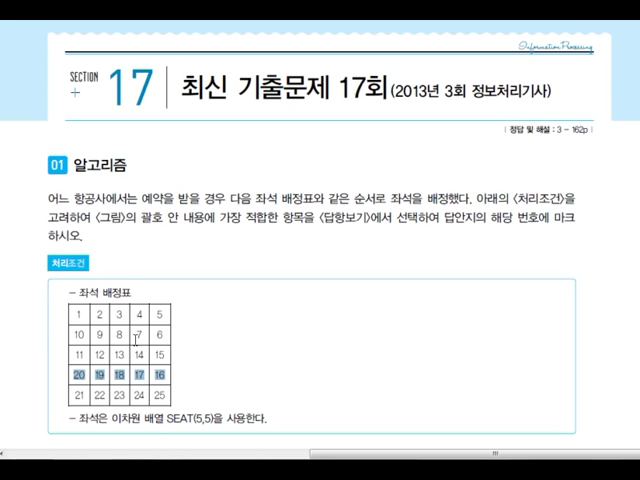 Information Processing
SECTION
17
최신 기출문제 17회(2013년 3회 정보처리기사)
| 정답 및 해설 : 3 - 162p |
01 알고리즘
어느 항공사에서는 예약을 받을 경우 다음 좌석 배정표와 같은 순서로 좌석을 배정했다. 아래의 〈처리조건〉을
고려하여 〈그림〉의 괄호 안 내용에 가장 적합한 항목을 〈답항보기〉에서 선택하여 답안지의 해당 번호에 마크
하시오.
처리조건
- 좌석 배정표
1 2 3 4 5
10 9 8 7 6
11 12 13 14 15
20 19 18 17 16
21 22 23 24 25
- 좌석은 이차원 배열 SEAT(5,5)을 사용한다.